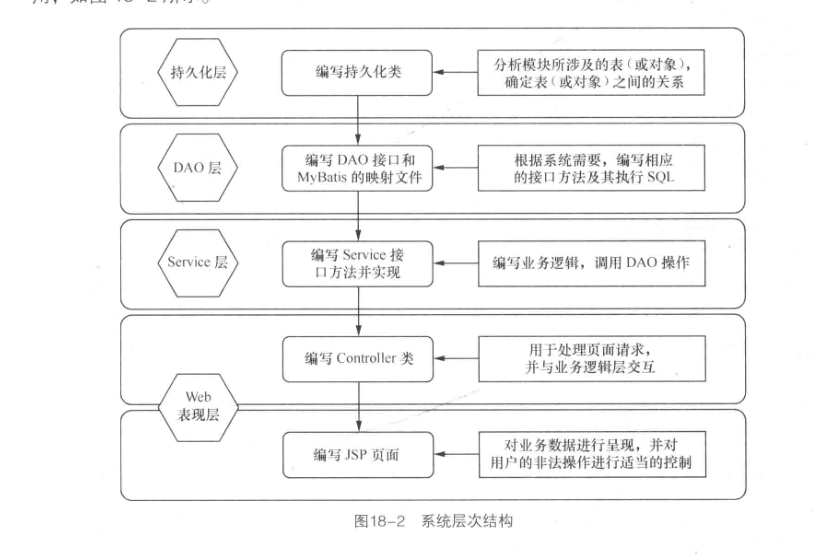 持久化层
编写持久化类
分析模块所涉及的表（或对象），
确定表（或对象）之间的关系
DAO 层
编写 DAO 接口和
MyBatis 的映射文件
根据系统需要，编写相应
的接口方法及其执行 SQL
Service 层
编写 Service 接
口方法并实现
编写业务逻辑，调用 DAO 操作
编写 Controller 类
用于处理页面请求，
并与业务逻辑层交互
Web
表现层
编写 JSP 页面
对业务数据进行呈现，并对
用户的非法操作进行适当的控制
图18-2 系统层次结构